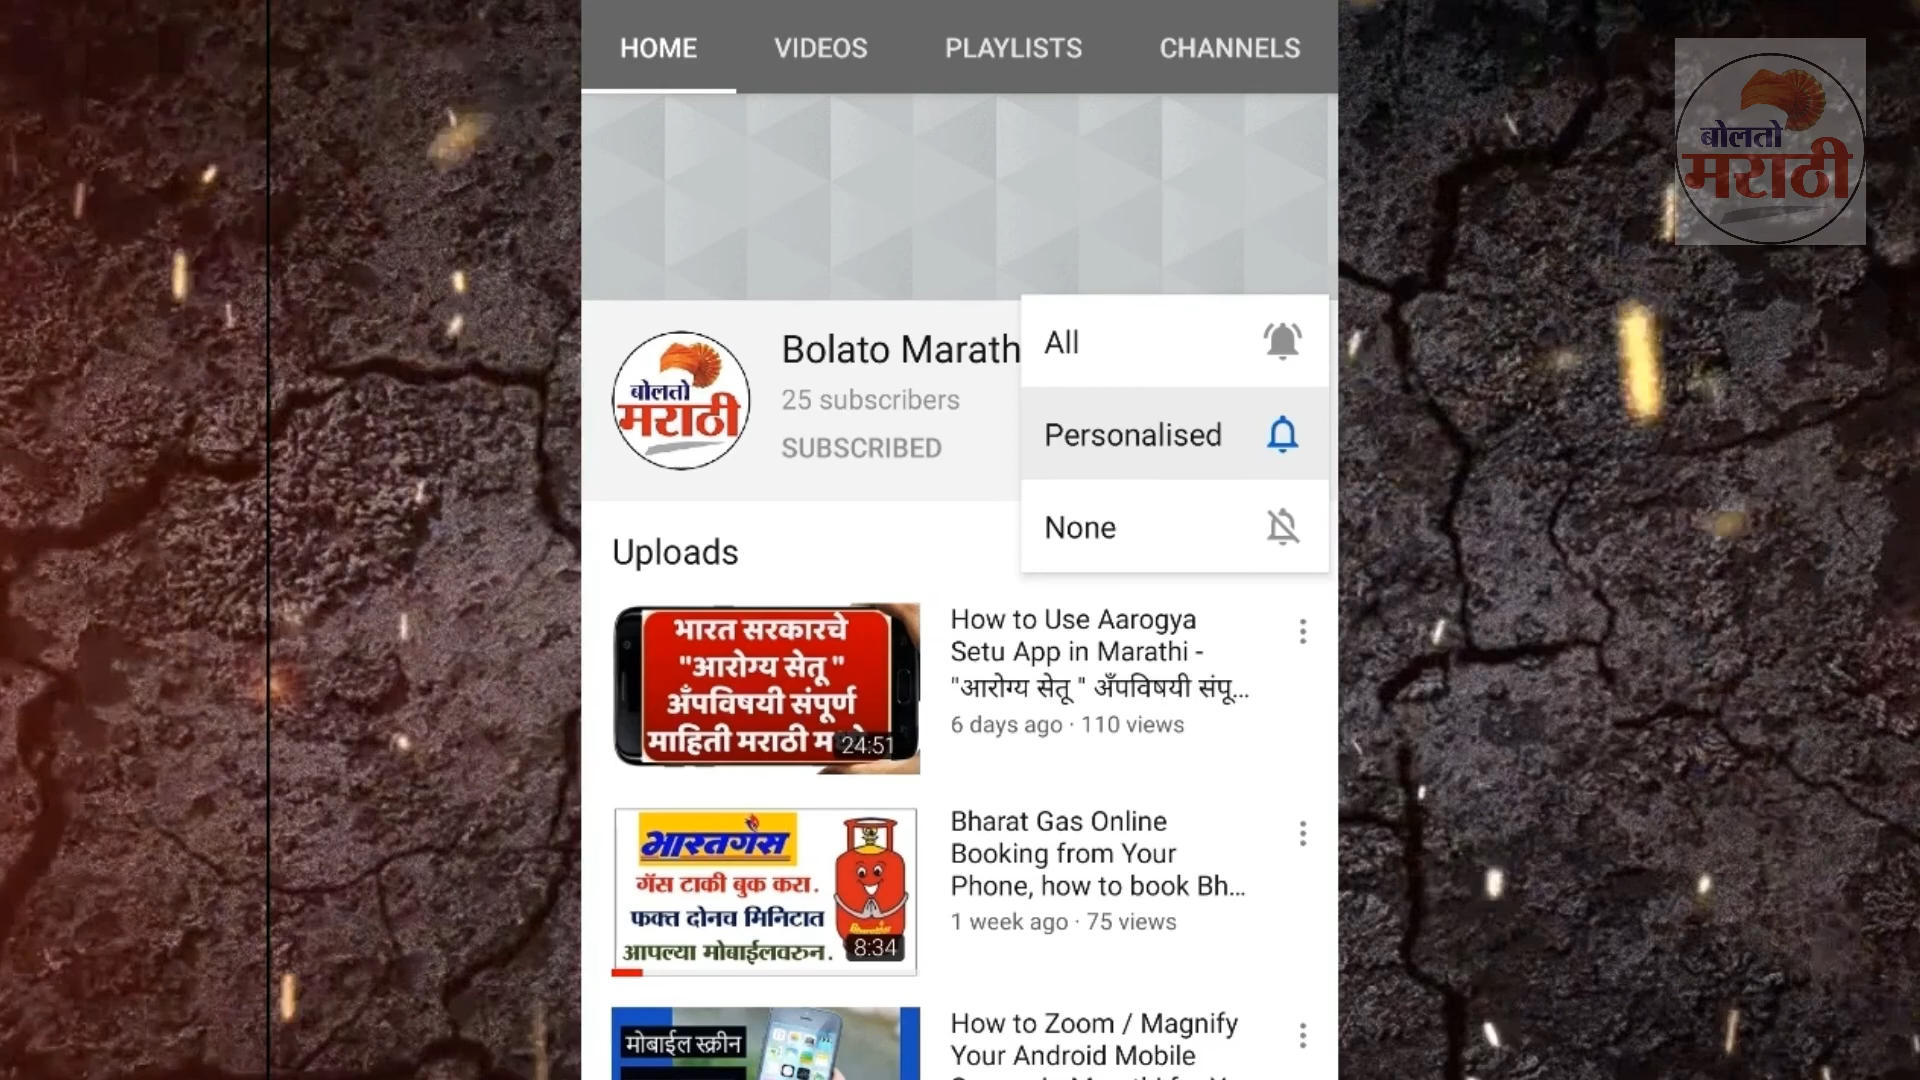 HOME VIDEOS PLAYLISTS CHANNELS
बोलतो
मराठी
बोलतो
मराठी
Bolato Marath
25 subscribers
SUBSCRIBED
All
Personalised
None
Uploads
भारत सरकारचे
"आरोग्य सेतू "
अँपविषयी संपूर्ण
माहिती मराठी
24:51
How to Use Aarogya
Setu App in Marathi -
"आरोग्य सेतू " अँपविषयी संपू...
6 days ago · 110 views
भारतगॅस
गॅस टाकी बुक करा.
फक्त दोनच मिनिटात
आपल्या मोबाईलवरुन.
8:34
Bharat Gas Online
Booking from Your
Phone, how to book Bh...
1 week ago · 75 views
मोबाईल स्क्रीन
How to Zoom / Magnify
Your Android Mobile